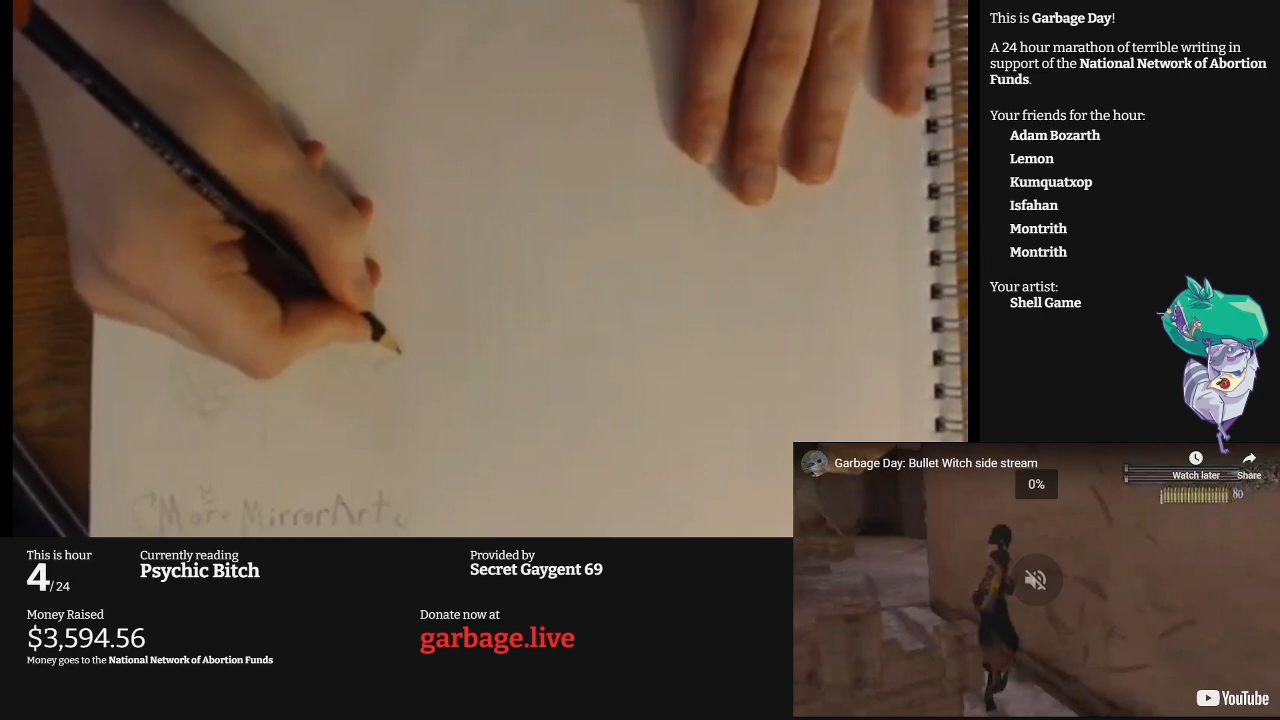 This is Garbage Day!
A 24 hour marathon of terrible writing in
support of the National Network of Abortion
Funds.
Your friends for the hour:
Adam Bozarth
Lemon
Kumquatxop
Isfahan
Montrith
Montrith
Your artist:
Shell Game
More MirrorArt
Garbage Day: Bullet Witch side stream
Watch later
Share
0%
80
YouTube
This is hour
4/24
Currently reading
Psychic Bitch
Provided by
Secret Gaygent 69
Money Raised
$3,594.56
Money goes to the National Network of Abortion Funds
Donate now at
garbage.live